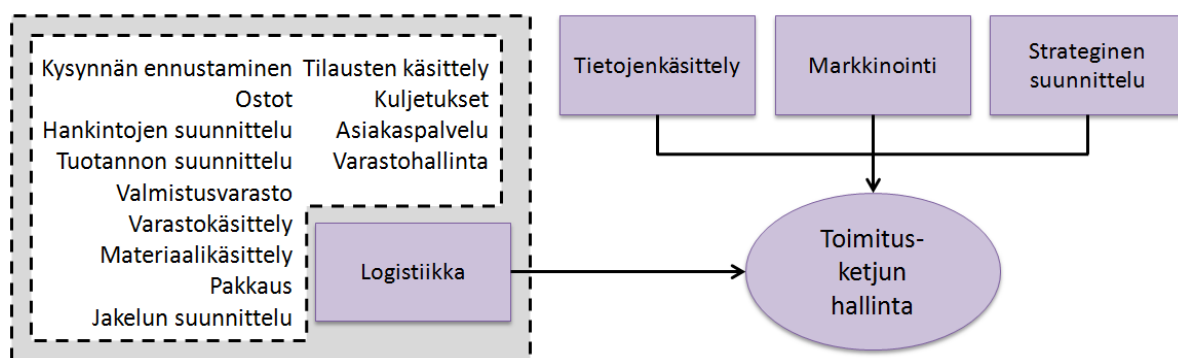 Kysynnän ennustaminen
Ostot
Hankintojen suunnittelu
Tuotannon suunnittelu
Valmistusvarasto
Varastokäsittely
Materiaalikäsittely
Pakkaus
Jakelun suunnittelu
Tilausten käsittely
Kuljetukset
Asiakaspalvelu
Varastohallinta
Logistiikka
Tietojenkäsittely
Markkinointi
Strateginen
suunnittelu
Toimitus-
ketjun
hallinta